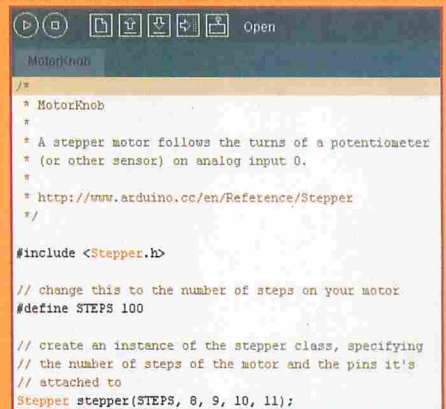 Open
MotorKnob
/*
* MotorKnob
*
* A stepper motor follows the turns of a potentiometer
* (or other sensor) on analog input 0.
*
* http://www.arduino.cc/en/Reference/Stepper
*/
#include <Stepper.h>
// change this to the number of steps on your motor
#define STEPS 100
// create an instance of the stepper class, specifying
// the number of steps of the motor and the pins it's
// attached to
Stepper stepper(STEPS, 8, 9, 10, 11);